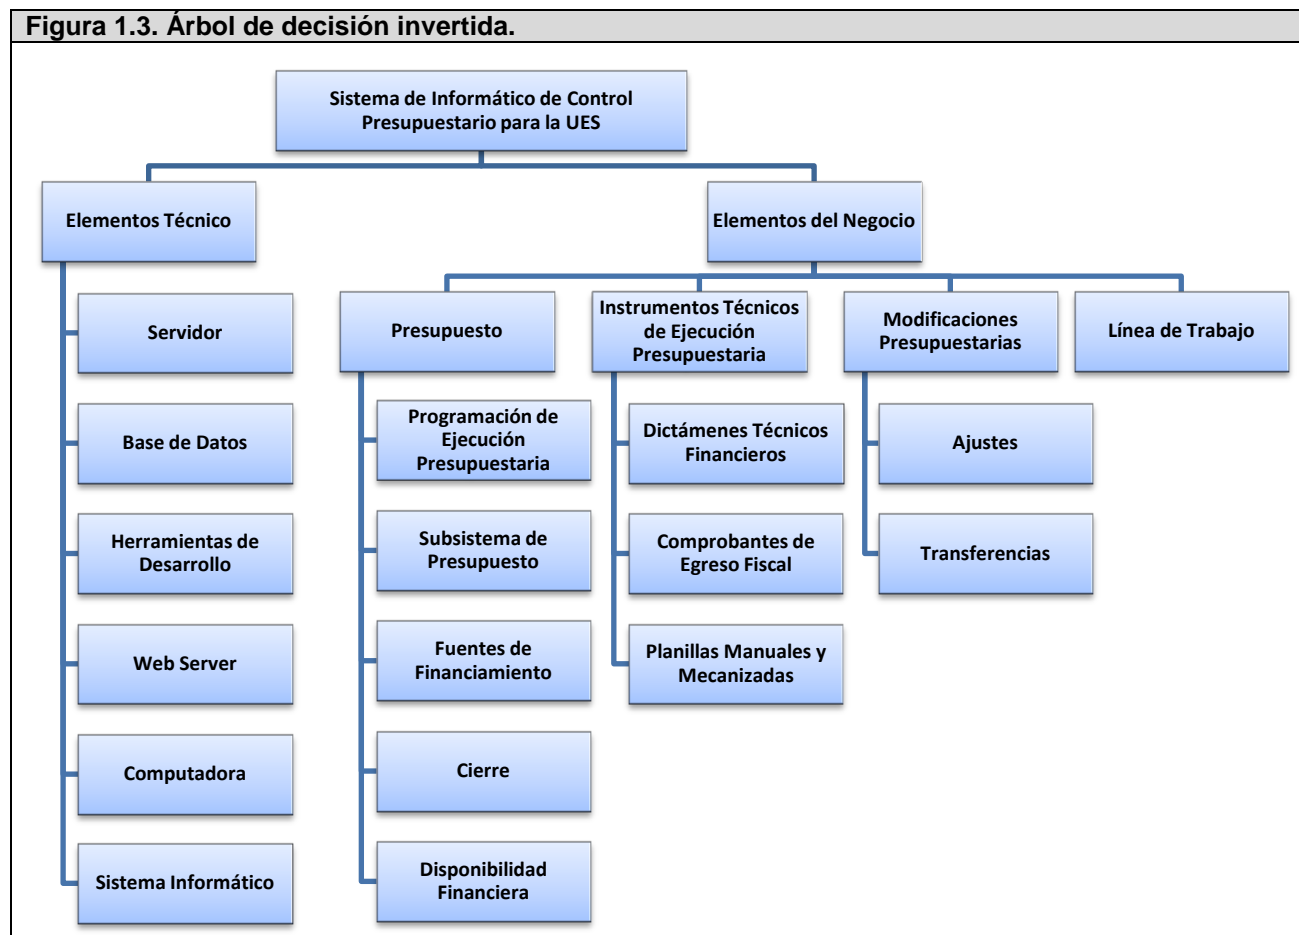 Figura 1.3. Árbol de decisión invertida.
Sistema de Informático de Control
Presupuestario para la UES
Elementos Técnico
Elementos del Negocio
Servidor
Base de Datos
Herramientas de
Desarrollo
Web Server
Computadora
Sistema Informático
Presupuesto
Programación de
Ejecución
Presupuestaria
Subsistema de
Presupuesto
Fuentes de
Financiamiento
Cierre
Disponibilidad
Financiera
Instrumentos Técnicos
de Ejecución
Presupuestaria
Dictámenes Técnicos
Financieros
Comprobantes de
Egreso Fiscal
Planillas Manuales y
Mecanizadas
Modificaciones
Presupuestarias
Ajustes
Transferencias
Línea de Trabajo